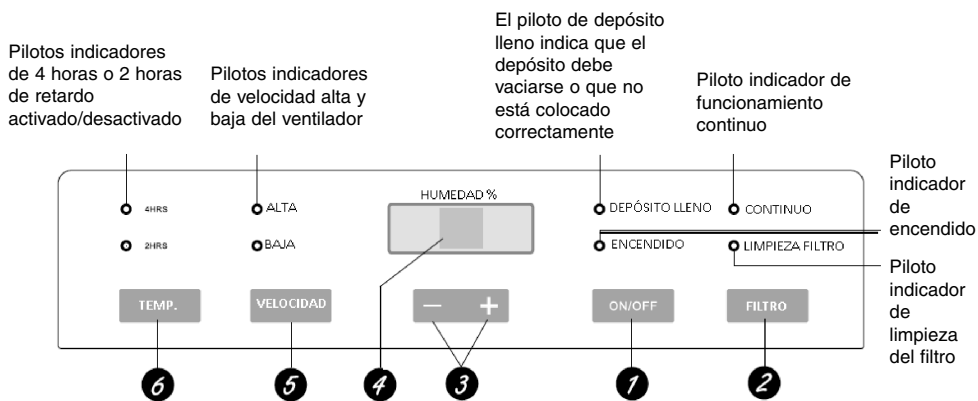 Pilotos indicadores
de 4 horas o 2 horas
de retardo
activado/desactivado
Pilotos indicadores
de velocidad alta y
baja del ventilador
El piloto de depósito
lleno indica que el
depósito debe
vaciarse o que no
está colocado
correctamente
Piloto indicador de
funcionamiento
continuo
Piloto
indicador
de
encendido
Piloto
indicador
de
limpieza
del filtro
4HRS
ALTA
HUMEDAD %
DEPÓSITO LLENO
CONTINUO
2HRS
BAJA
ENCENDIDO
LIMPIEZA FILTRO
TEMP.
VELOCIDAD
− +
ON/OFF
FILTRO
6
5
4
3
1
2